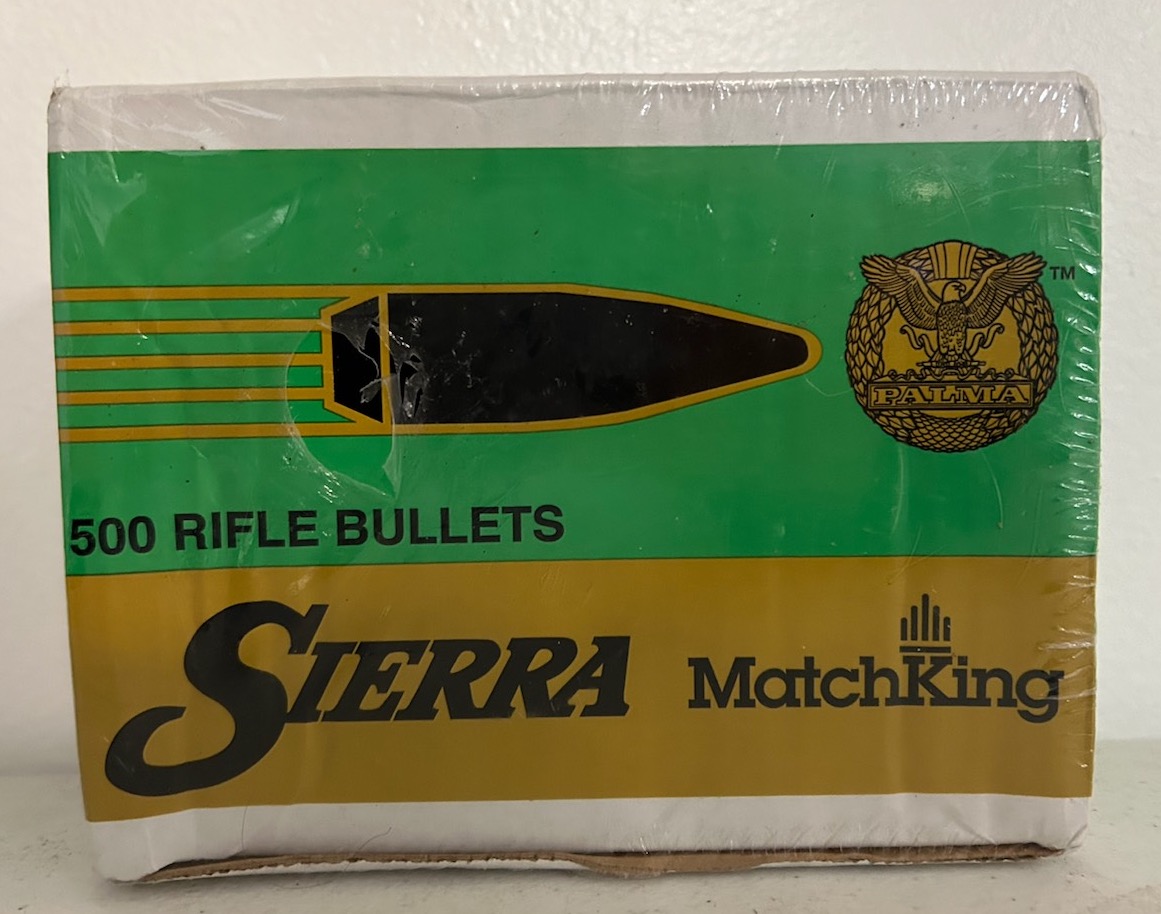 TM
PALMA
500 RIFLE BULLETS
SIERRA
MatchKing